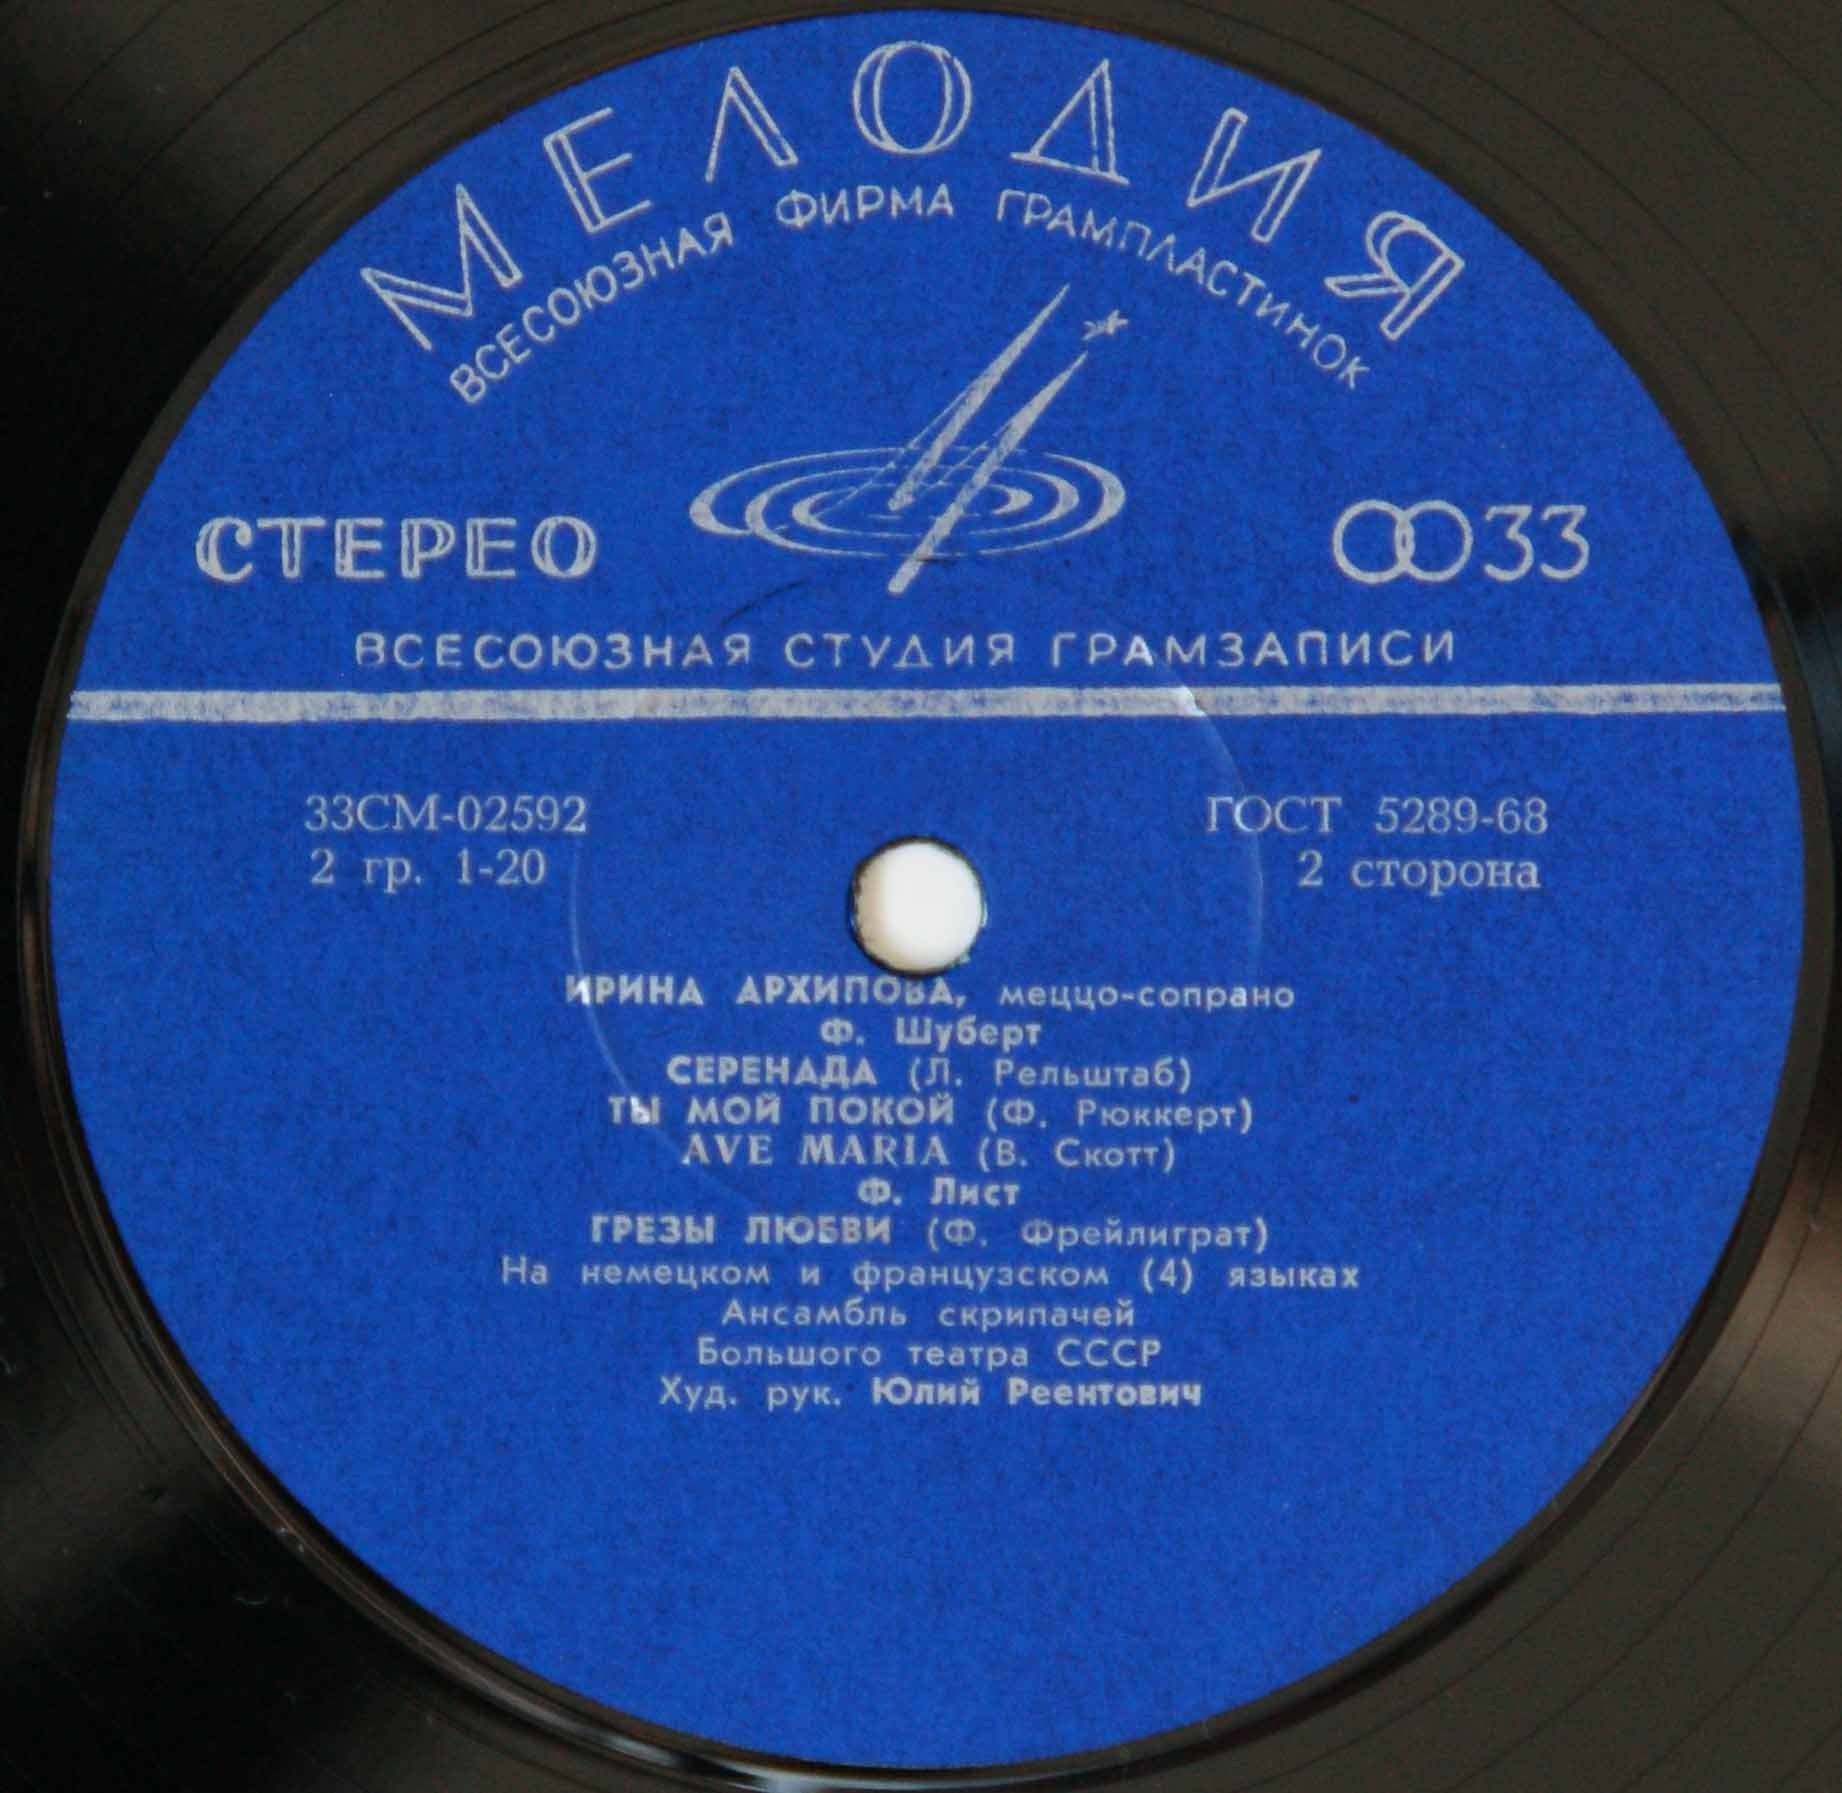 МЕЛОДИЯ
ВСЕСОЮЗНАЯ ФИРМА ГРАМПЛАСТИНОК
СТЕРЕО
33
ВСЕСОЮЗНАЯ СТУДИЯ ГРАМЗАПИСИ
33СМ-02592
ГОСТ 5289-68
2 гр. 1-20
2 сторона
ИРИНА АРХИПОВА, меццо-сопрано
Ф. Шуберт
СЕРЕНАДА (Л. Рельштаб)
ТЫ МОЙ ПОКОЙ (Ф. Рюккерт)
AVE MARIA (В. Скотт)
Ф. Лист
ГРЕЗЫ ЛЮБВИ (Ф. Фрейлиграт)
На немецком и французском (4) языках
Ансамбль скрипачей
Большого театра СССР
Худ. рук. Юлий Реентович